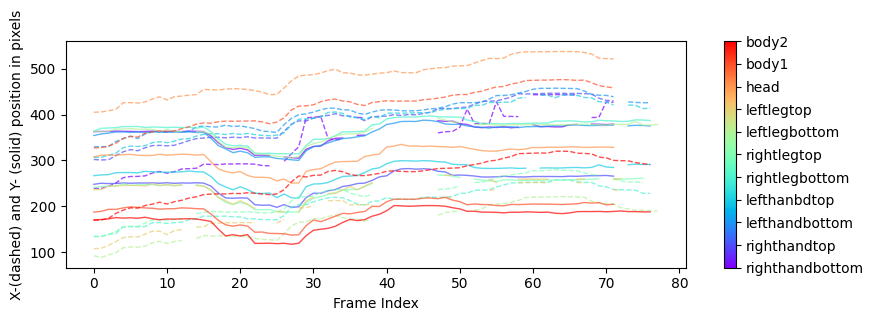 X-(dashed) and Y- (solid) position in pixels
500
400
300
200
100
0 10 20 30 40 50 60 70 80
Frame Index
body2
body1
head
leftlegtop
leftlegbottom
rightlegtop
rightlegbottom
lefthanbdtop
lefthandbottom
righthandtop
righthandbottom